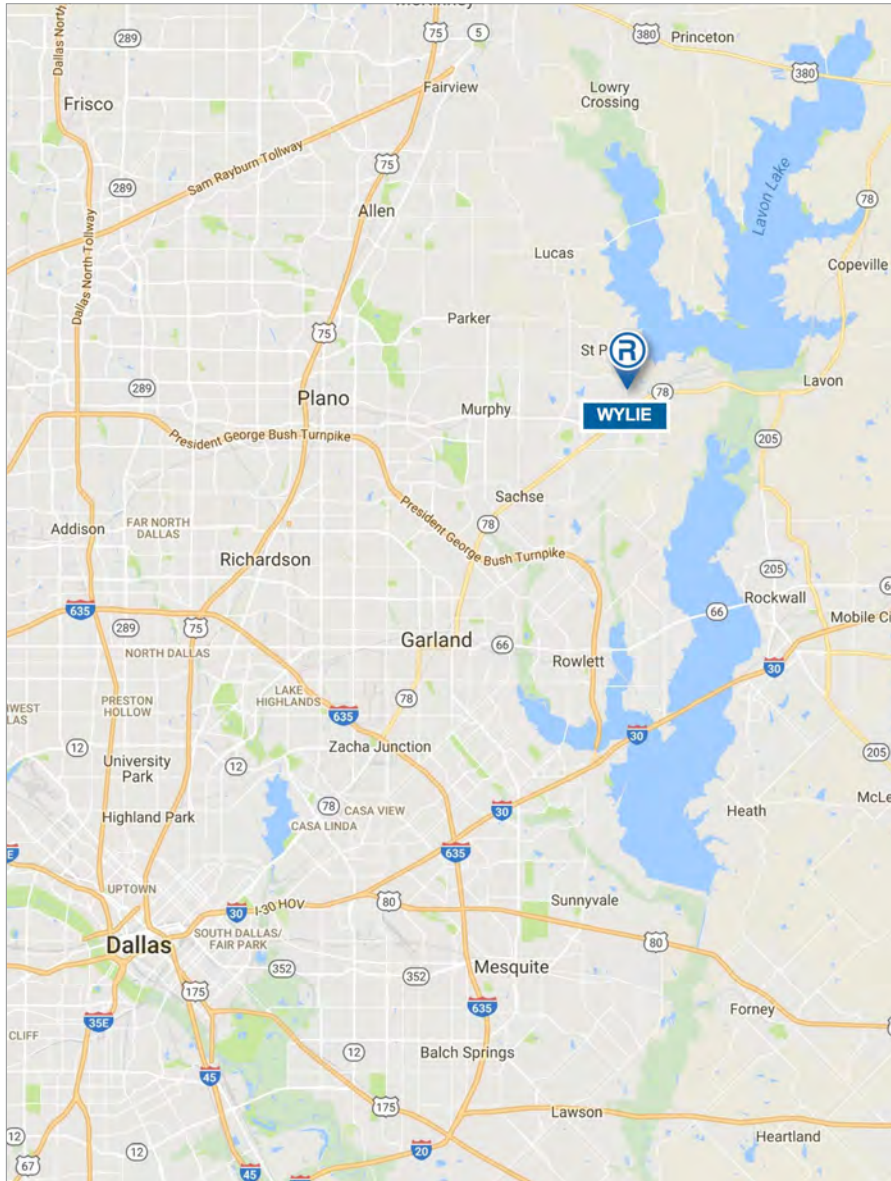 McKinney
75
5
380
Princeton
289
Dallas North
Fairview
Lowry
Crossing
380
Frisco
75
Sam Rayburn Tollway
Lavon Lake
289
78
Allen
Dallas North Tollway
Lucas
Copeville
Parker
75
St P
R
289
Lavon
78
Plano
Murphy
WYLIE
President George Bush Turnpike
205
Sachse
78
President George Bush Turnpike
Addison
FAR NORTH
DALLAS
Richardson
205
Rockwall
635
66
Mobile Ci
289
75
Garland
66
NORTH DALLAS
Rowlett
30
LAKE
HIGHLANDS
PRESTON
HOLLOW
78
HWEST
LAS
635
30
12
Zacha Junction
205
University
Park
12
McLe
Heath
78
CASA VIEW
30
Highland Park
CASA LINDA
E
635
UPTOWN
30
I-30 HOV
80
Sunnyvale
Dallas
SOUTH DALLAS/
FAIR PARK
80
352
352
Mesquite
175
635
Forney
35E
CLIFF
12
Balch Springs
45
175
Lawson
12
12
Heartland
20
67
45